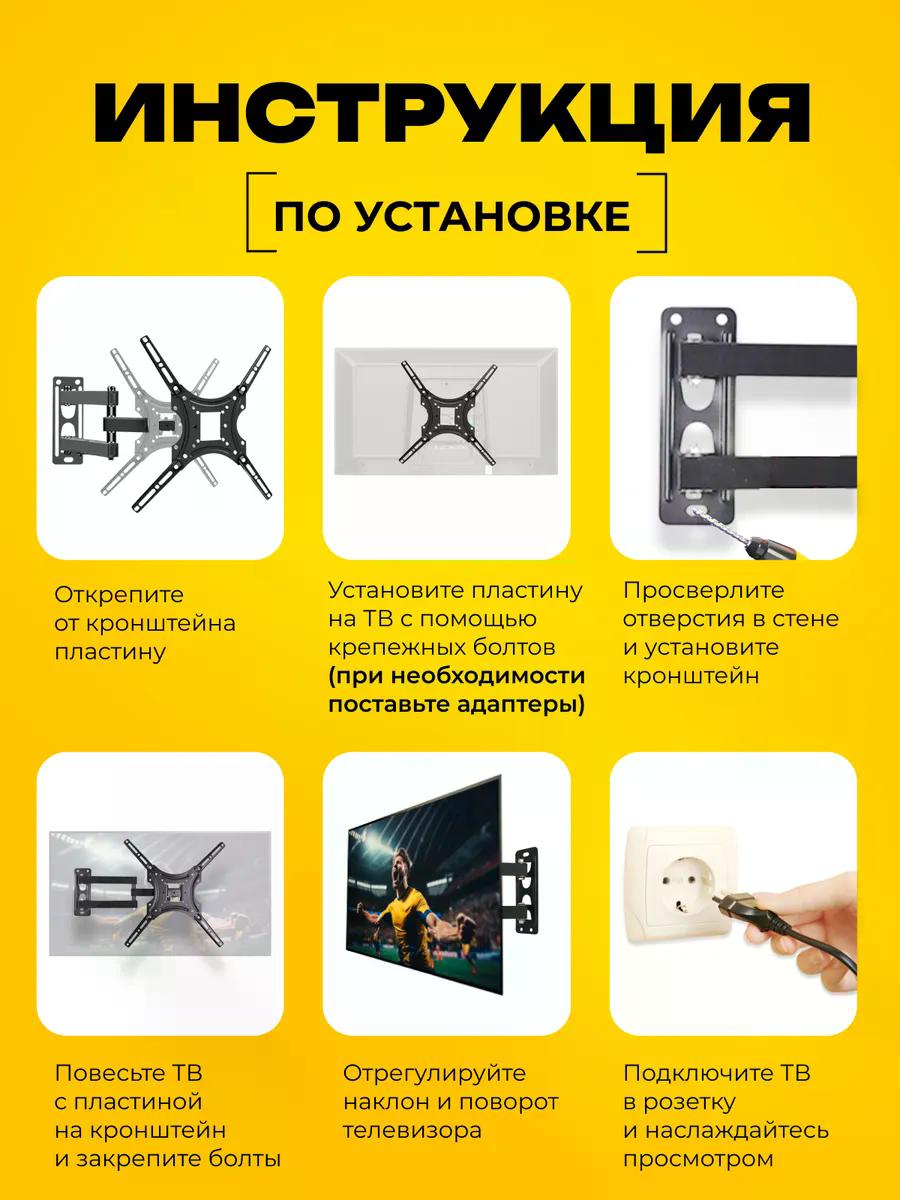 ИНСТРУКЦИЯ
ПО УСТАНОВКЕ
Открепите
от кронштейна
пластину
Установите пластину
на ТВ с помощью
крепежных болтов
(при необходимости
поставьте адаптеры)
Просверлите
отверстия в стене
и установите
кронштейн
Повесьте ТВ
с пластиной
на кронштейн
и закрепите болты
Отрегулируйте
наклон и поворот
телевизора
Подключите ТВ
в розетку
и наслаждайтесь
просмотром